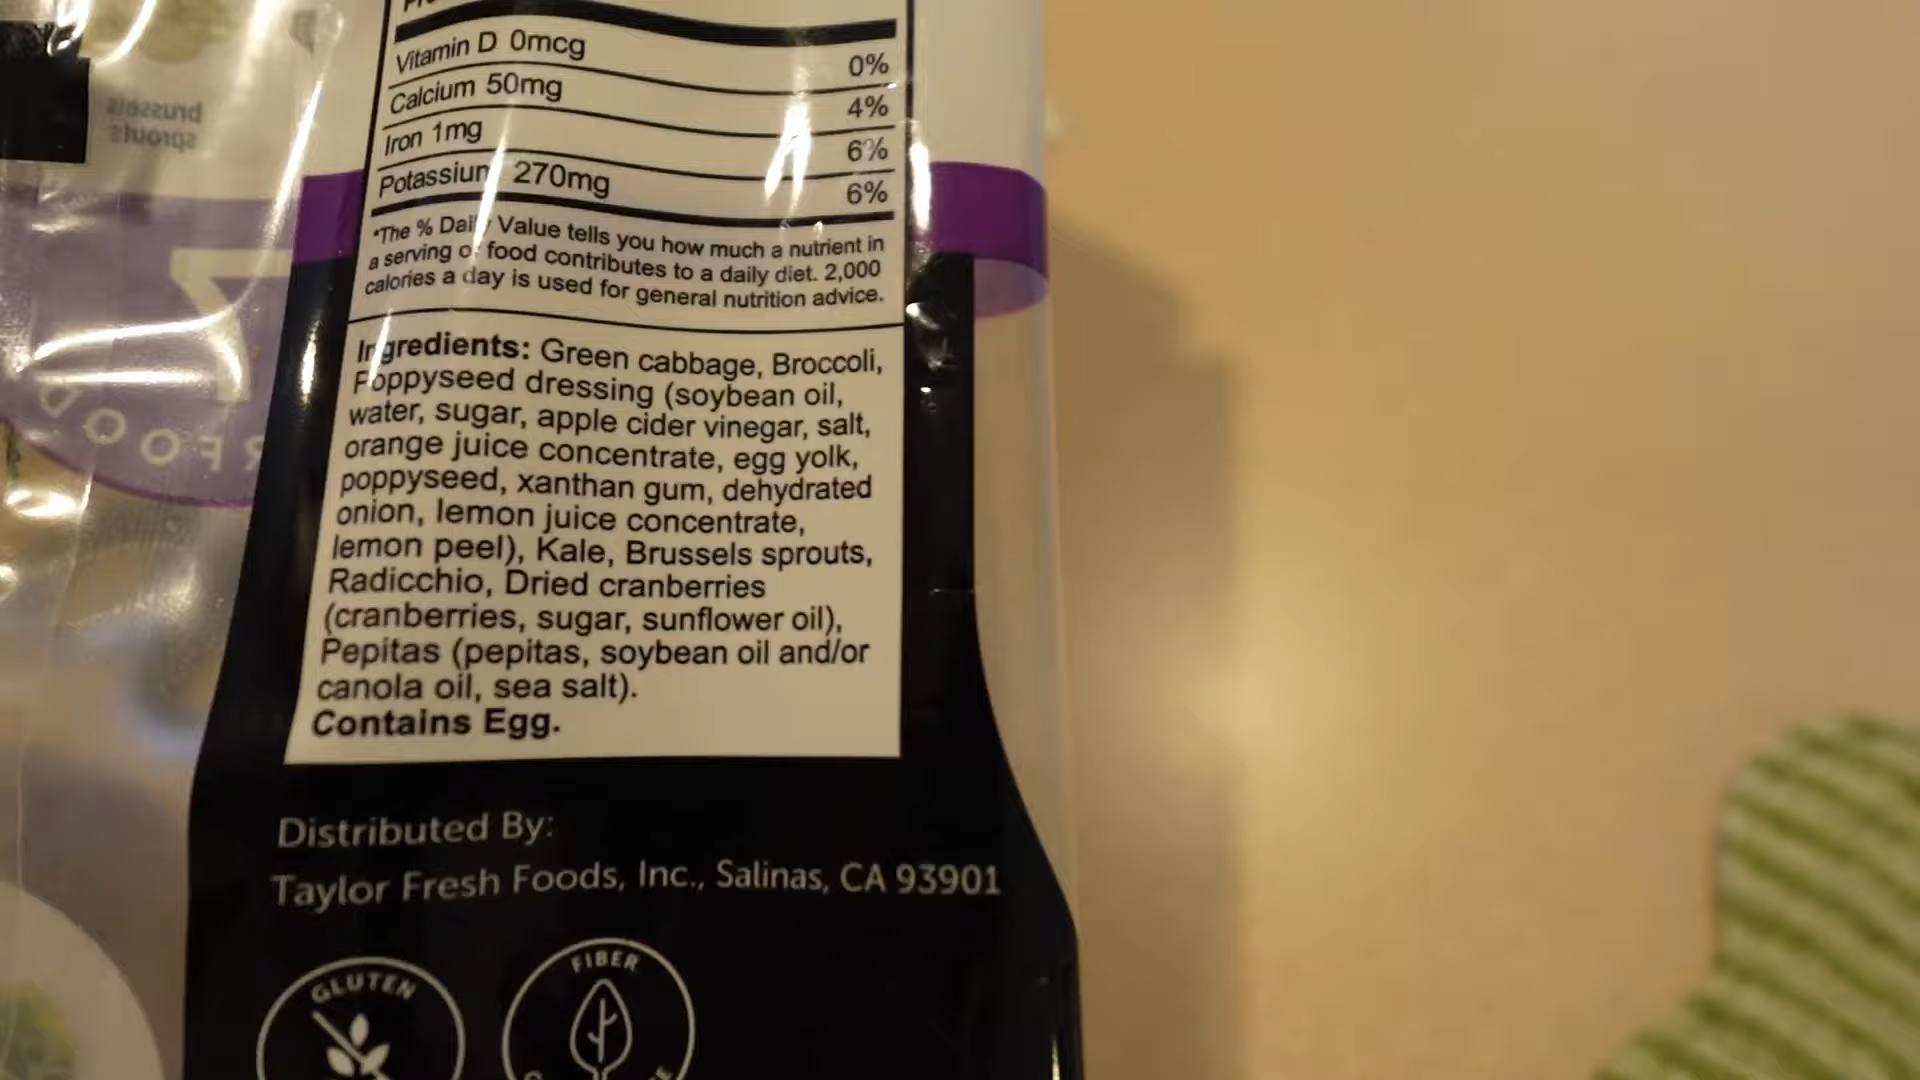 Vitamin D 0mcg 0%
Calcium 50mg 4%
Iron 1mg 6%
Potassium 270mg 6%
*The % Daily Value tells you how much a nutrient in
a serving of food contributes to a daily diet. 2,000
calories a day is used for general nutrition advice.
Ingredients: Green cabbage, Broccoli,
Poppyseed dressing (soybean oil,
water, sugar, apple cider vinegar, salt,
orange juice concentrate, egg yolk,
poppyseed, xanthan gum, dehydrated
onion, lemon juice concentrate,
lemon peel), Kale, Brussels sprouts,
Radicchio, Dried cranberries
(cranberries, sugar, sunflower oil),
Pepitas (pepitas, soybean oil and/or
canola oil, sea salt).
Contains Egg.
Distributed By:
Taylor Fresh Foods, Inc., Salinas, CA 93901
GLUTEN
FIBER
brussels
sprouts
7